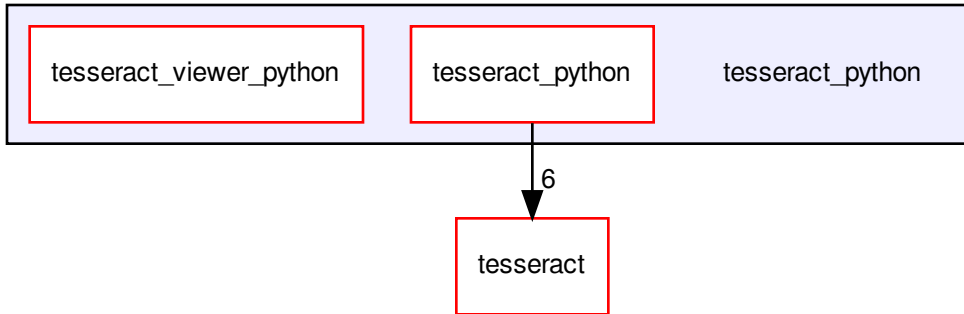 tesseract_viewer_python
tesseract_python
tesseract_python
6
tesseract